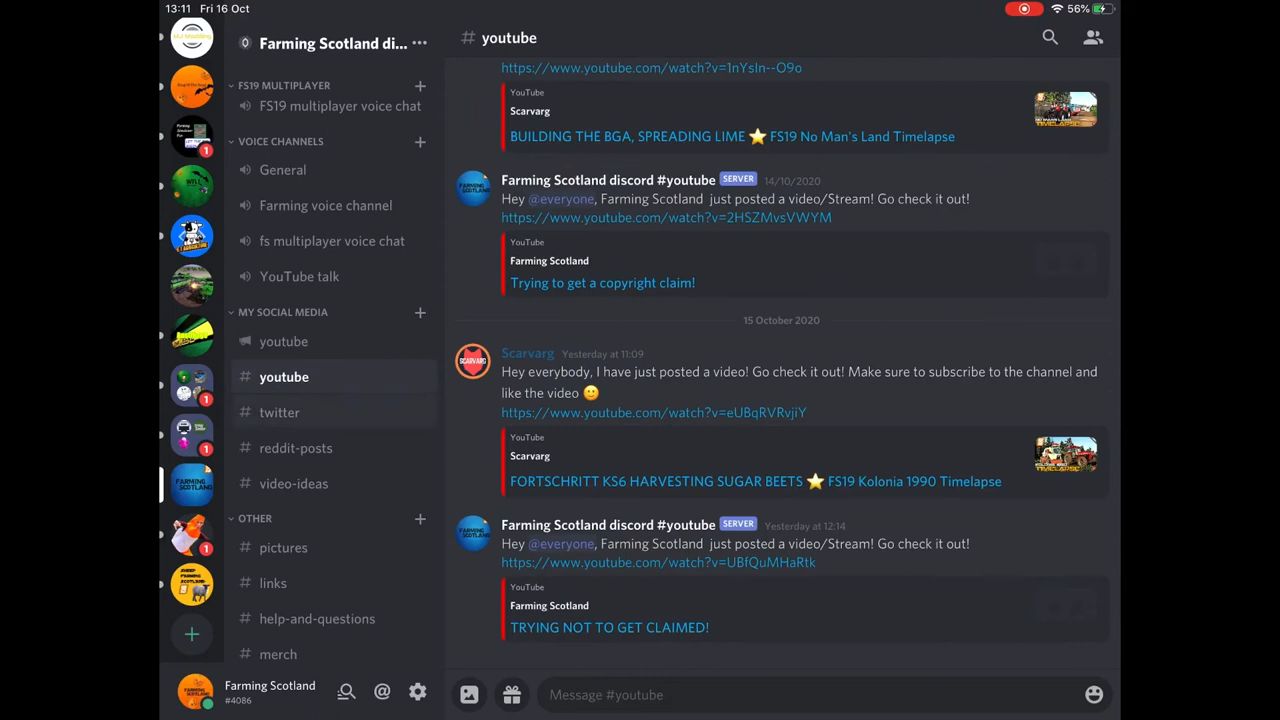 13:11 Fri 16 Oct
56%
Farming Scotland di... •••
FS19 MULTIPLAYER
FS19 multiplayer voice chat
VOICE CHANNELS
General
Farming voice channel
fs multiplayer voice chat
YouTube talk
MY SOCIAL MEDIA
youtube
# youtube
# twitter
# reddit-posts
# video-ideas
OTHER
# pictures
# links
# help-and-questions
# merch
Farming Scotland
#4086
# youtube
https://www.youtube.com/watch?v=1nYsIn--O9o
YouTube
Scarvarg
BUILDING THE BGA, SPREADING LIME ⭐ FS19 No Man's Land Timelapse
Farming Scotland discord #youtube SERVER 14/10/2020
Hey @everyone, Farming Scotland just posted a video/Stream! Go check it out!
https://www.youtube.com/watch?v=2HSZMvsVWYM
YouTube
Farming Scotland
Trying to get a copyright claim!
15 October 2020
Scarvarg Yesterday at 11:09
Hey everybody, I have just posted a video! Go check it out! Make sure to subscribe to the channel and
like the video 🙂
https://www.youtube.com/watch?v=eUBqRVRvjiY
YouTube
Scarvarg
FORTSCHRITT KS6 HARVESTING SUGAR BEETS ⭐ FS19 Kolonia 1990 Timelapse
Farming Scotland discord #youtube SERVER Yesterday at 12:14
Hey @everyone, Farming Scotland just posted a video/Stream! Go check it out!
https://www.youtube.com/watch?v=UBfQuMHaRtk
YouTube
Farming Scotland
TRYING NOT TO GET CLAIMED!
Message #youtube